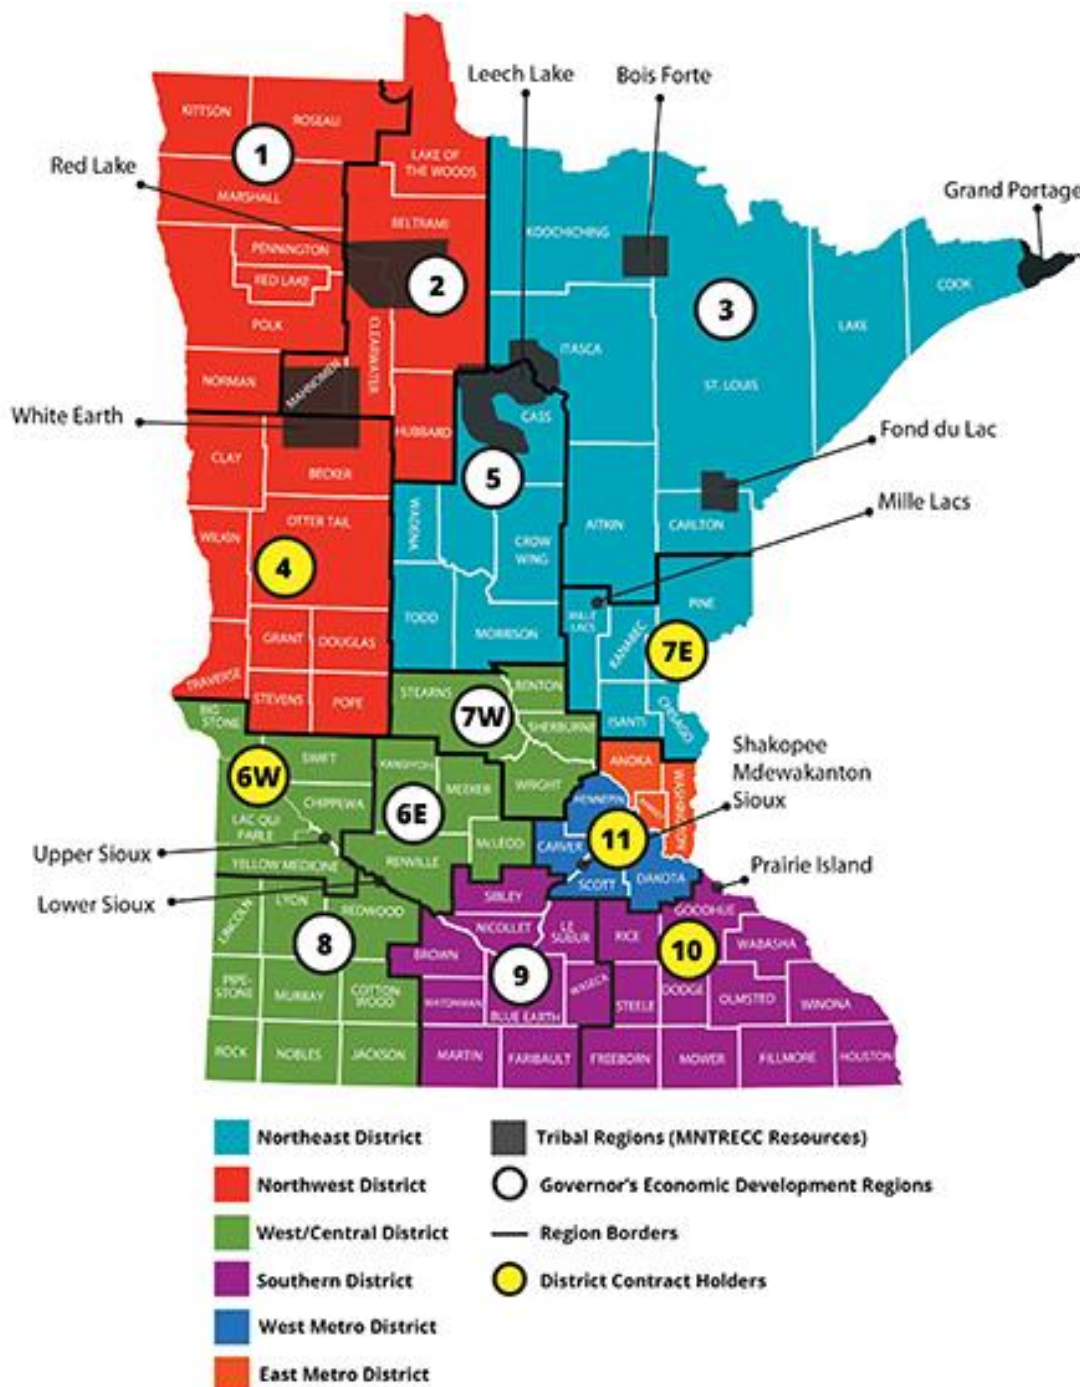 Leech Lake
Bois Forte
Red Lake
Grand Portage
KITTSON
ROSEAU
1
LAKE OF
THE WOODS
MARSHALL
BELTRAMI
KOOCHICHING
PENNINGTON
RED LAKE
2
3
COOK
LAKE
POLK
CLEARWATER
ITASCA
ST. LOUIS
NORMAN
MAHNOMEN
White Earth
HUBBARD
CASS
Fond du Lac
CLAY
BECKER
5
Mille Lacs
WILKIN
OTTER TAIL
WADENA
CROW
WING
AITKIN
CARLTON
4
TODD
MORRISON
MILLE
LACS
KANABEC
PINE
7E
GRANT
DOUGLAS
TRAVERSE
STEVENS
POPE
STEARNS
BENTON
7W
SHERBURNE
ISANTI
CHISAGO
BIG
STONE
SWIFT
6W
KANDIYOHI
MEEKER
WRIGHT
ANOKA
WASHINGTON
Shakopee
Mdewakanton
Sioux
CHIPPEWA
6E
HENNEPIN
LAC QUI
PARLE
MCLEOD
CARVER
11
Upper Sioux
YELLOW MEDICINE
RENVILLE
SCOTT
DAKOTA
Prairie Island
Lower Sioux
LINCOLN
LYON
REDWOOD
SIBLEY
NICOLLET
LE
SUEUR
RICE
GOODHUE
WABASHA
8
BROWN
9
10
PIPE-
STONE
MURRAY
COTTON
WOOD
WATONWAN
BLUE EARTH
WASECA
STEELE
DODGE
OLMSTED
WINONA
ROCK
NOBLES
JACKSON
MARTIN
FARIBAULT
FREEBORN
MOWER
FILLMORE
HOUSTON
Northeast District
Northwest District
West/Central District
Southern District
West Metro District
East Metro District
Tribal Regions (MNTRECC Resources)
Governor's Economic Development Regions
Region Borders
District Contract Holders